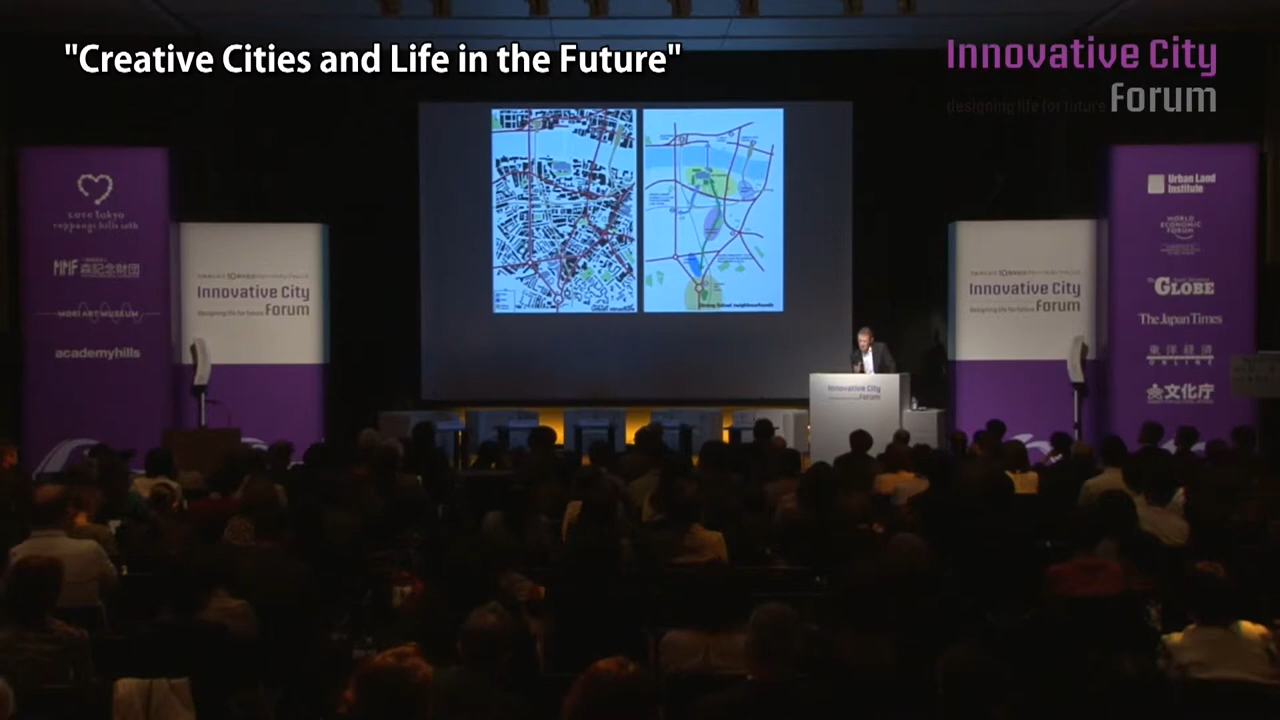 "Creative Cities and Life in the Future"
Innovative City
designing life for future Forum
love tokyo
roppongi hills with
MMF 森記念財団
MORI ART MUSEUM
academyhills
Innovative City
designing life for future Forum
Innovative City
Forum
Innovative City
designing life for future Forum
Urban Land
Institute
WORLD
ECONOMIC
FORUM
The GLOBE
The Japan Times
東洋経済
ONLINE
文化庁